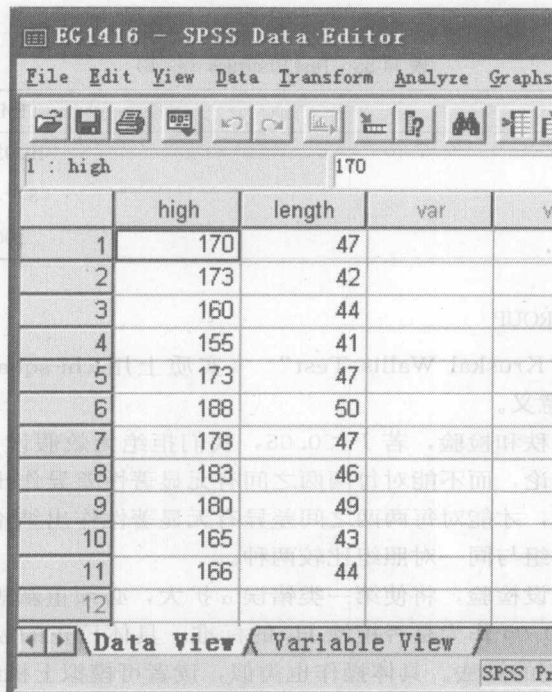 EG1416 - SPSS Data Editor
File Edit View Data Transform Analyze Graphs
1 : high 170
high length var
1 170 47
2 173 42
3 160 44
4 155 41
5 173 47
6 188 50
7 178 47
8 183 46
9 180 49
10 165 43
11 166 44
12
Data View Variable View
SPSS